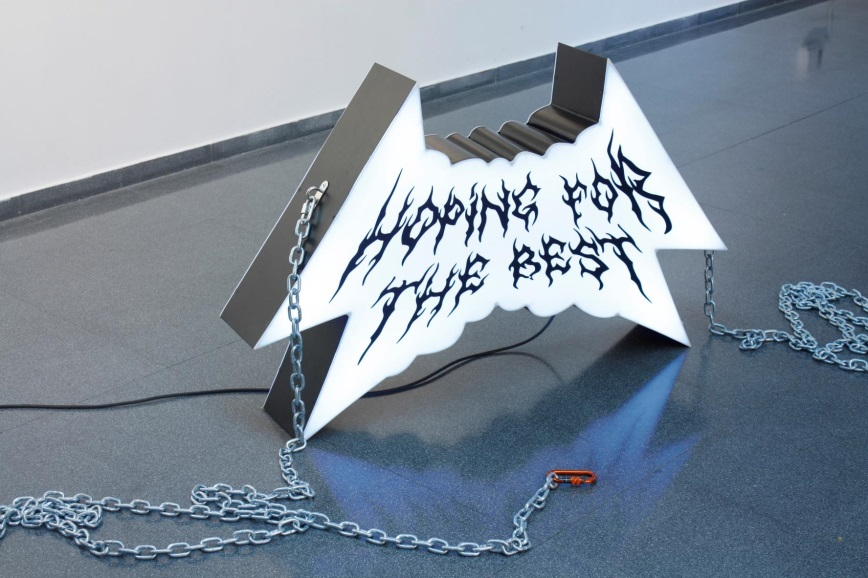 HOPING FOR
THE BEST